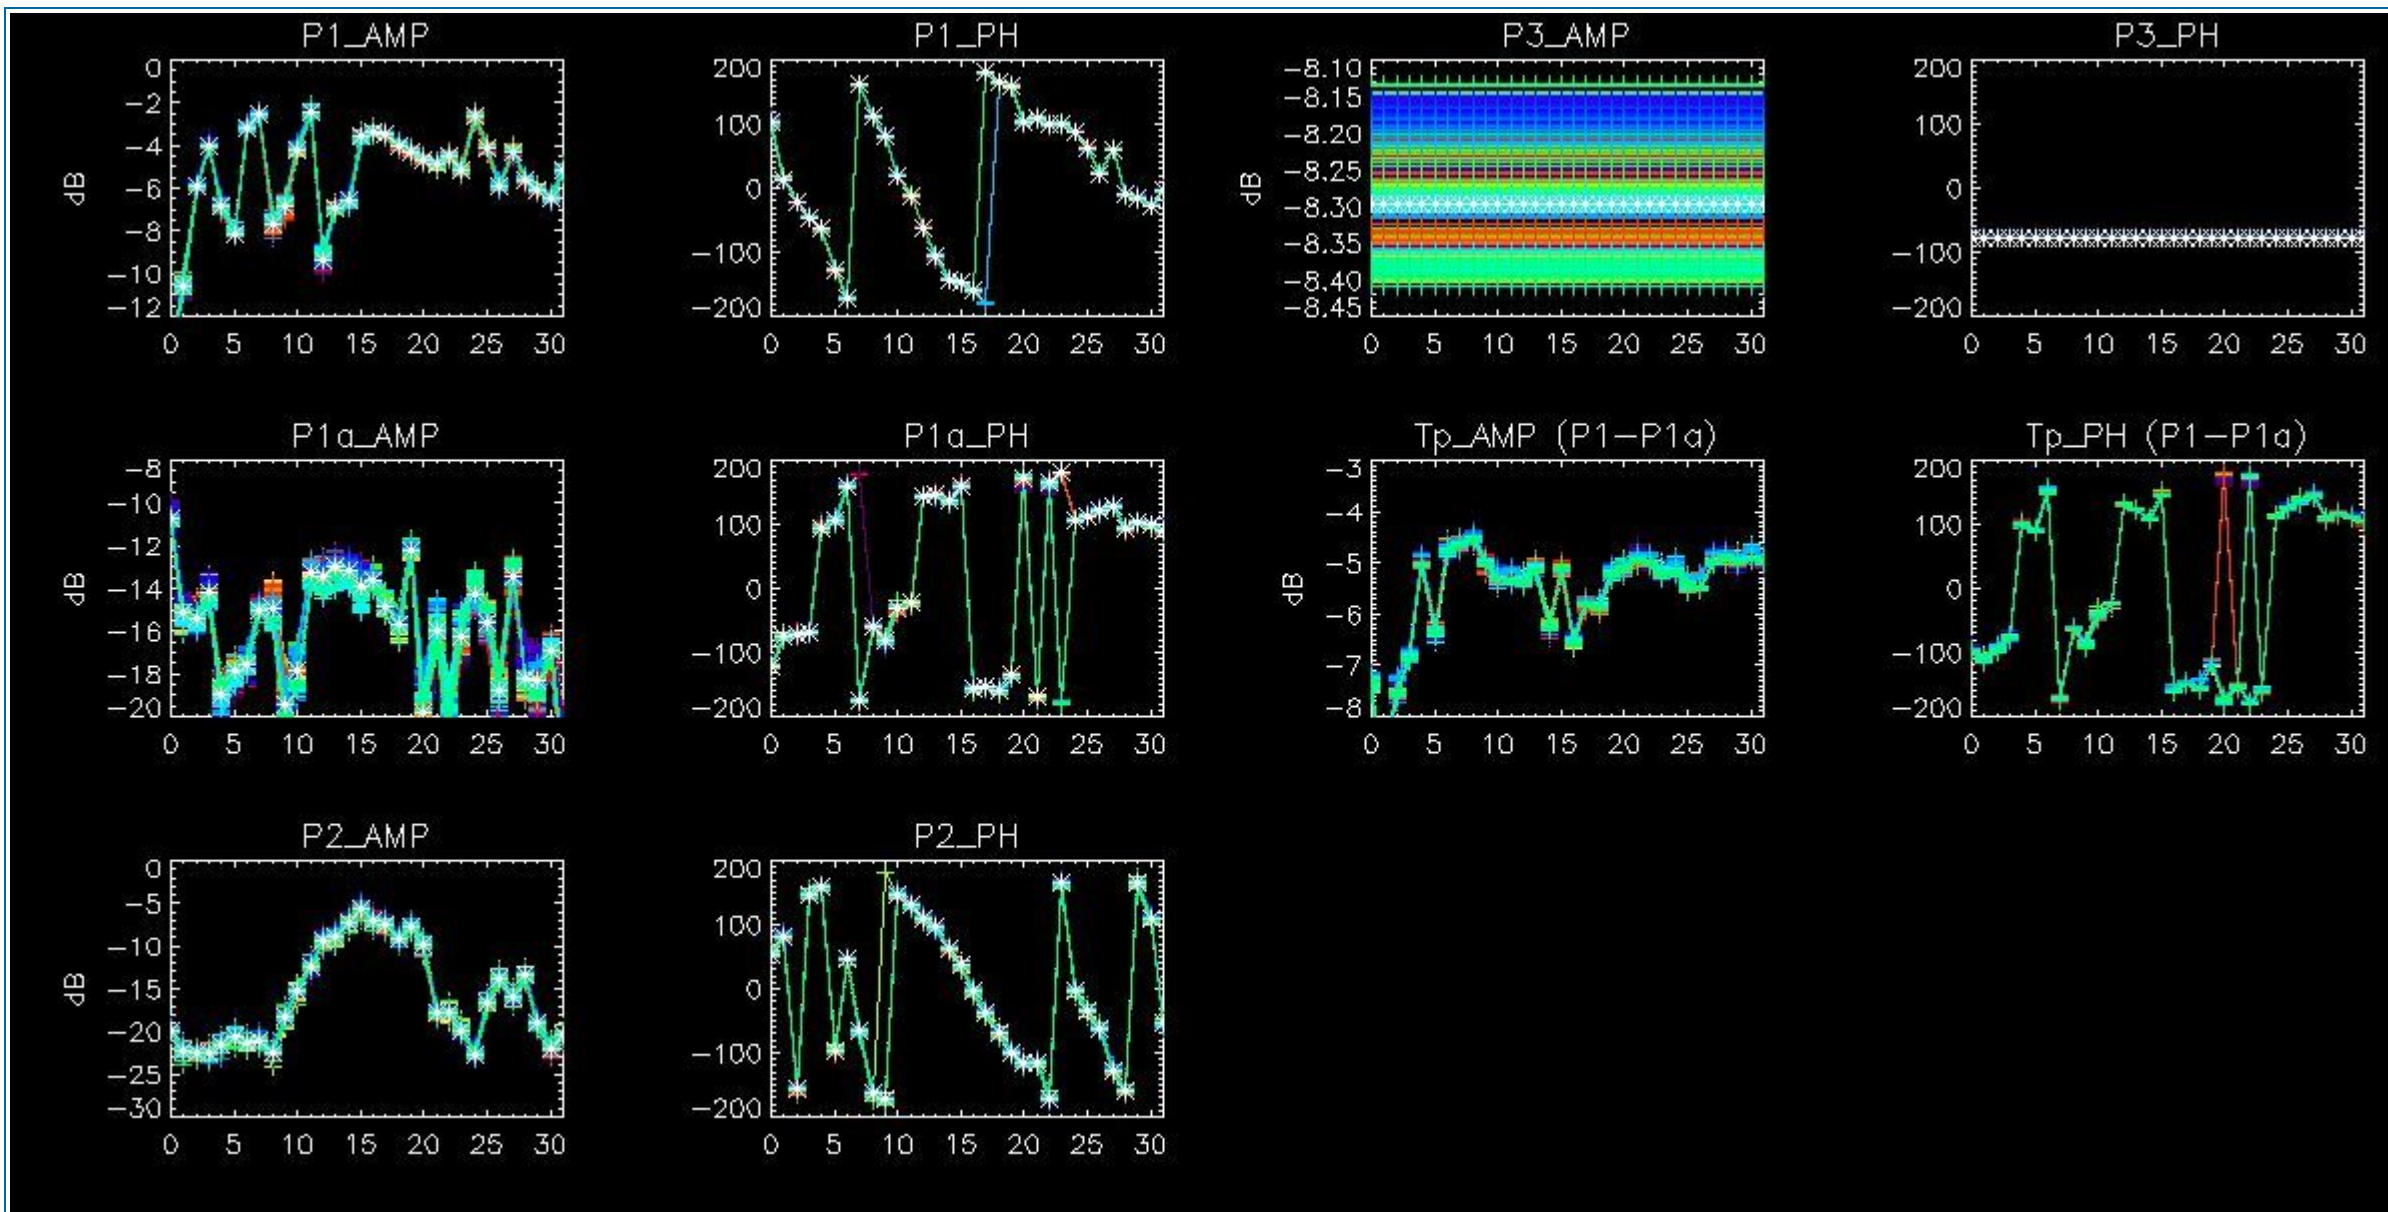 P1_AMP P1_PH P3_AMP P3_PH
0 200 -8.10 200
-2 100 -8.15 100
-4 0 -8.20 0
-6 -100 -8.25 -100
-8 -200 -8.30 -200
-10 -8.35
-12 -8.40
-8.45
dB dB
0 5 10 15 20 25 30 0 5 10 15 20 25 30 0 5 10 15 20 25 30 0 5 10 15 20 25 30
P1a_AMP P1a_PH Tp_AMP (P1-P1a) Tp_PH (P1-P1a)
-8 200 -3 200
-10 100 -4 100
-12 0 -5 0
-14 -100 -6 -100
-16 -200 -7 -200
-18 -8
-20
dB dB
0 5 10 15 20 25 30 0 5 10 15 20 25 30 0 5 10 15 20 25 30 0 5 10 15 20 25 30
P2_AMP P2_PH
0 200
-5 100
-10 0
-15 -100
-20 -200
-25
-30
dB
0 5 10 15 20 25 30 0 5 10 15 20 25 30